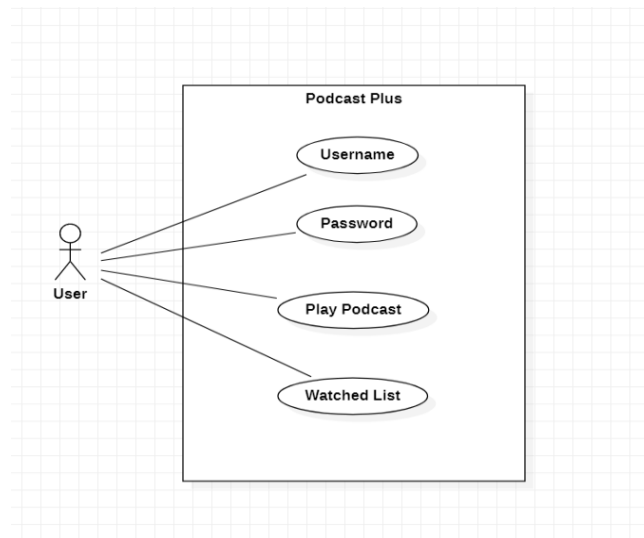 Podcast Plus
Username
Password
User
Play Podcast
Watched List